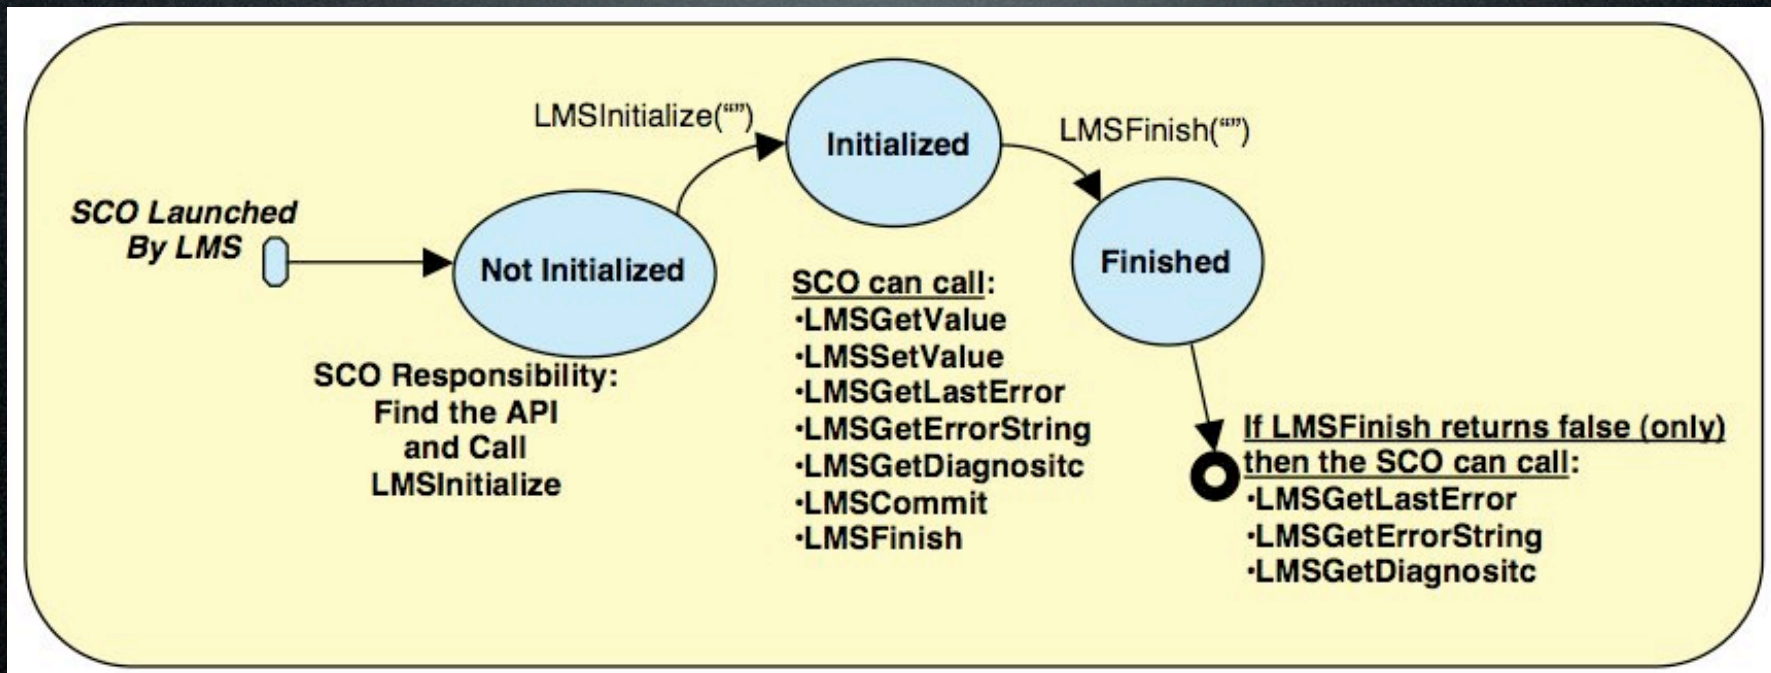 SCO Launched
By LMS
Not Initialized
SCO Responsibility:
Find the API
and Call
LMSInitialize
LMSInitialize(“”)
Initialized
SCO can call:
•LMSGetValue
•LMSSetValue
•LMSGetLastError
•LMSGetErrorString
•LMSGetDiagnositc
•LMSCommit
•LMSFinish
LMSFinish(“”)
Finished
If LMSFinish returns false (only)
then the SCO can call:
•LMSGetLastError
•LMSGetErrorString
•LMSGetDiagnositc